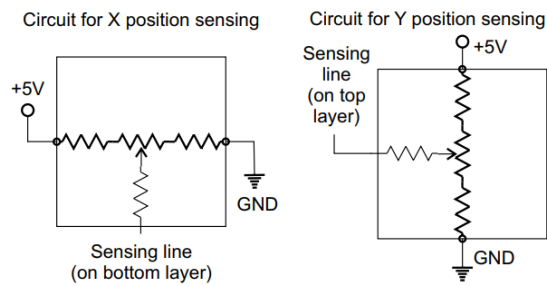 Circuit for X position sensing
+5V
GND
Sensing line
(on bottom layer)
Circuit for Y position sensing
+5V
Sensing
line
(on top
layer)
GND